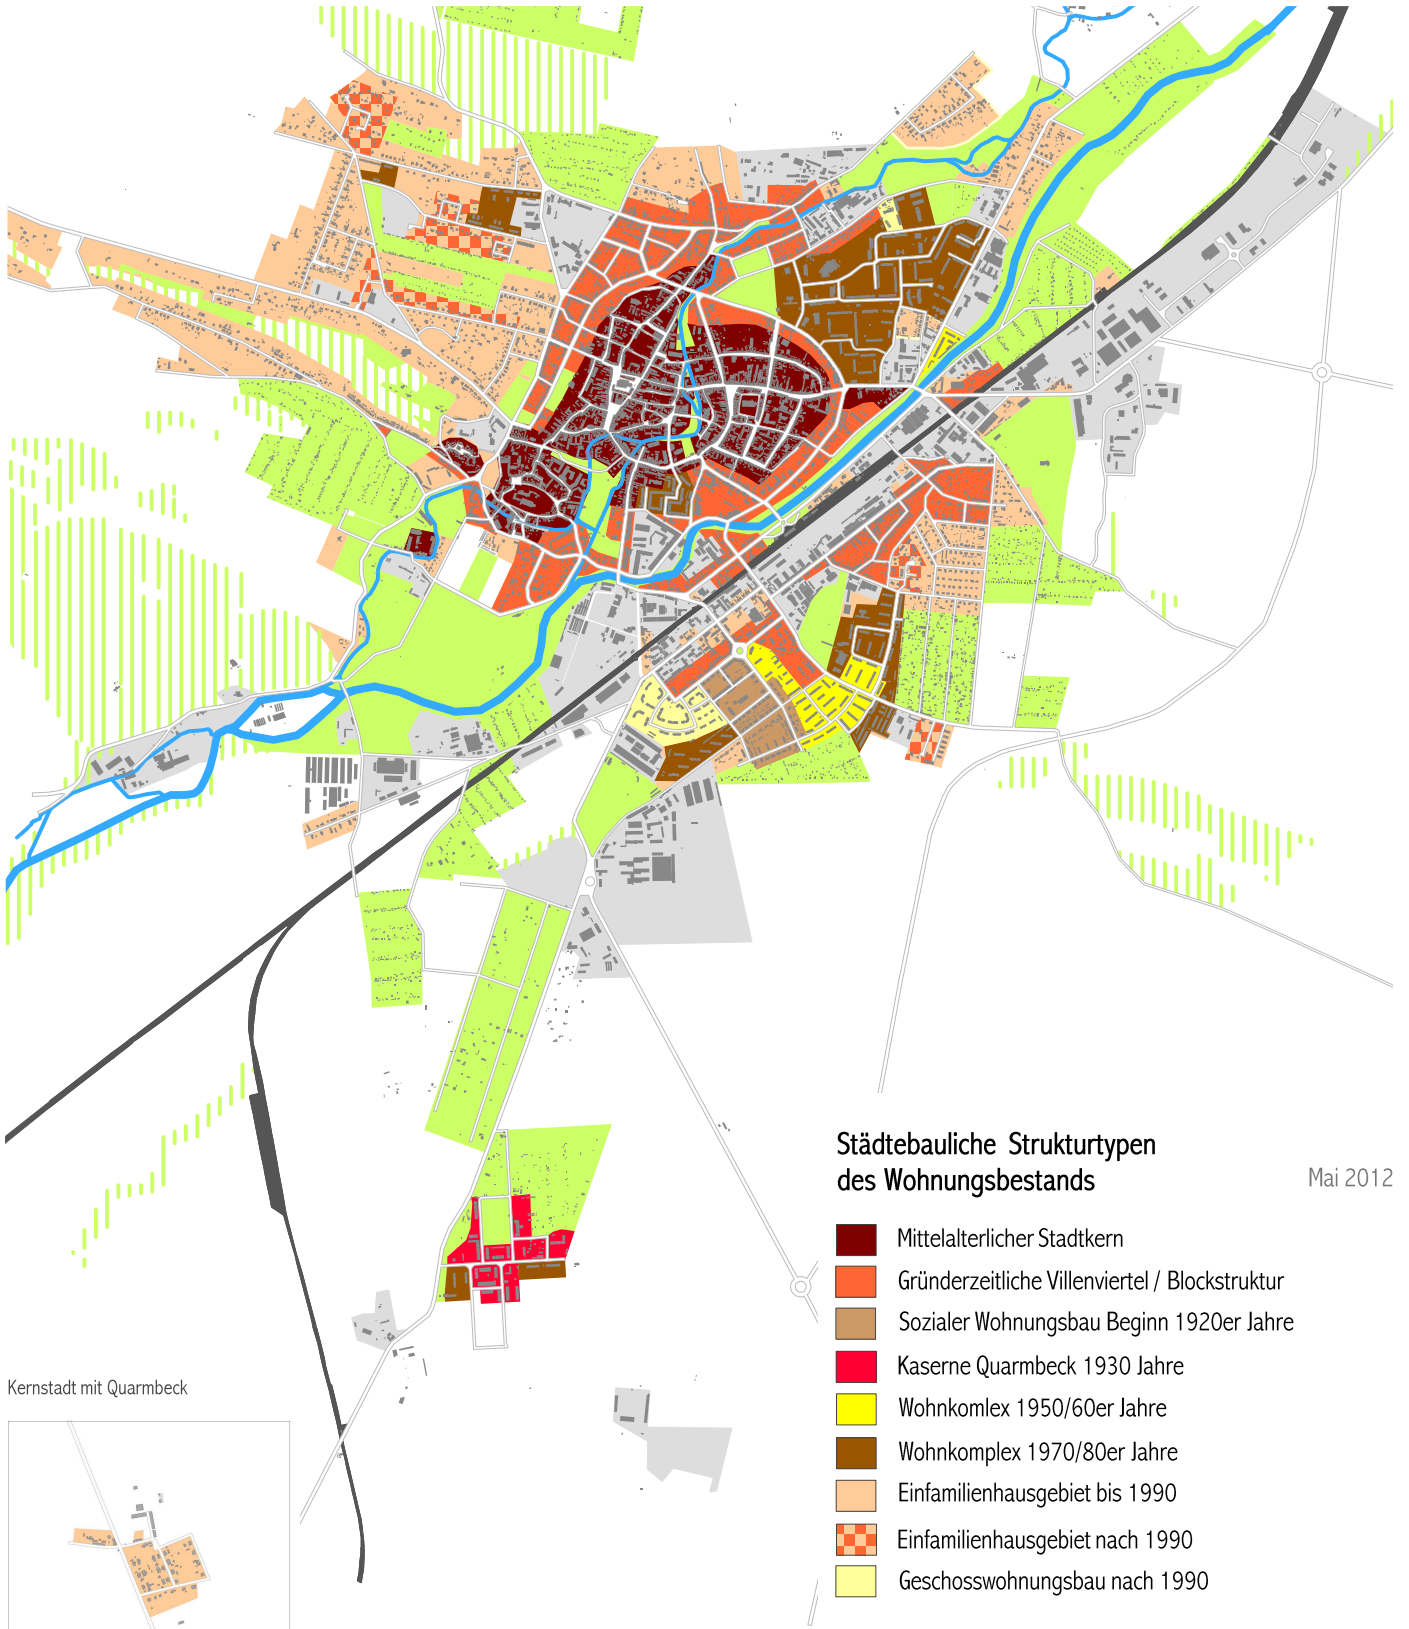 Städtebauliche Strukturtypen
des Wohnungsbestands
Mai 2012
Mittelalterlicher Stadtkern
Gründerzeitliche Villenviertel / Blockstruktur
Sozialer Wohnungsbau Beginn 1920er Jahre
Kaserne Quarmbeck 1930 Jahre
Wohnkomlex 1950/60er Jahre
Wohnkomplex 1970/80er Jahre
Einfamilienhausgebiet bis 1990
Einfamilienhausgebiet nach 1990
Geschosswohnungsbau nach 1990
Kernstadt mit Quarmbeck